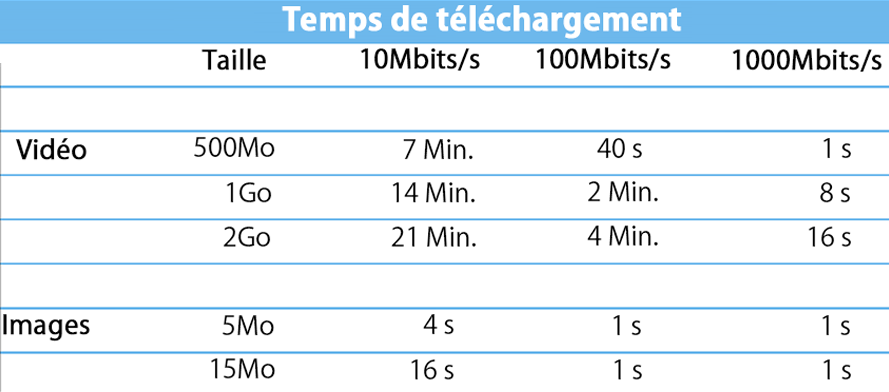 Temps de téléchargement
Taille 10Mbits/s 100Mbits/s 1000Mbits/s
Vidéo 500Mo 7 Min. 40 s 1 s
1Go 14 Min. 2 Min. 8 s
2Go 21 Min. 4 Min. 16 s
Images 5Mo 4 s 1 s 1 s
15Mo 16 s 1 s 1 s